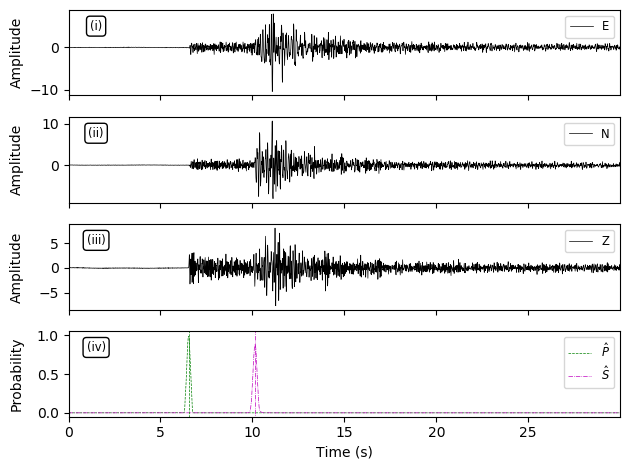 (i)
E
Amplitude
0
−10
(ii)
N
Amplitude
10
0
(iii)
Z
Amplitude
5
0
−5
(iv)
P̂
Ŝ
Probability
1.0
0.5
0.0
0 5 10 15 20 25
Time (s)